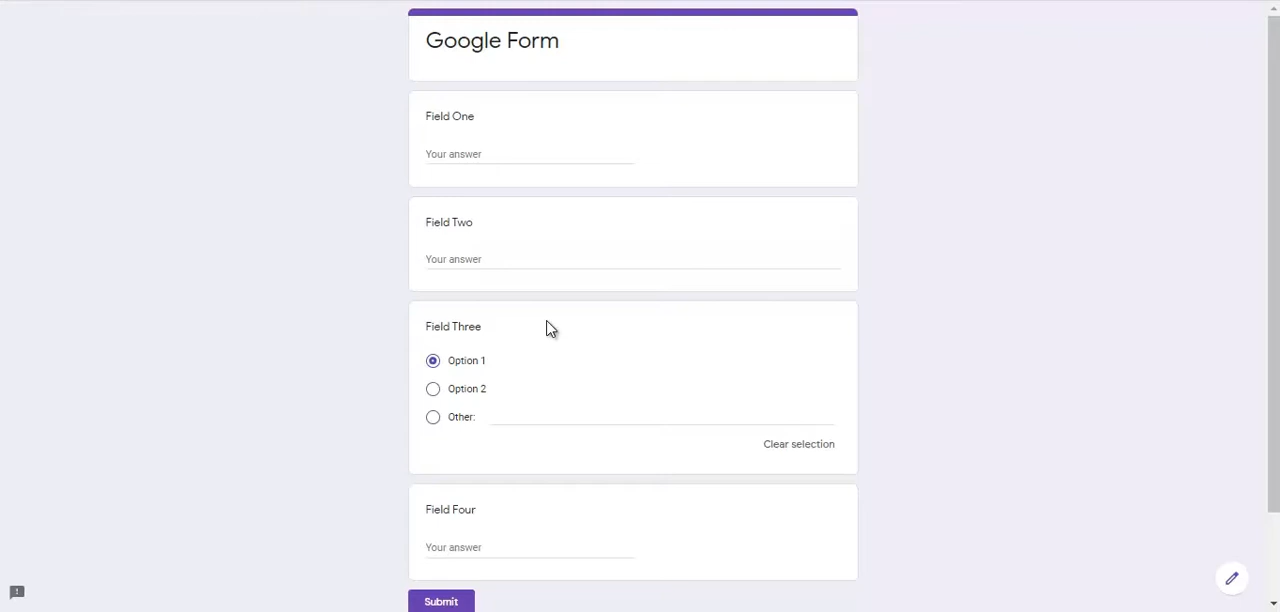 Google Form
Field One
Your answer
Field Two
Your answer
Field Three
Option 1
Option 2
Other:
Clear selection
Field Four
Your answer
Submit